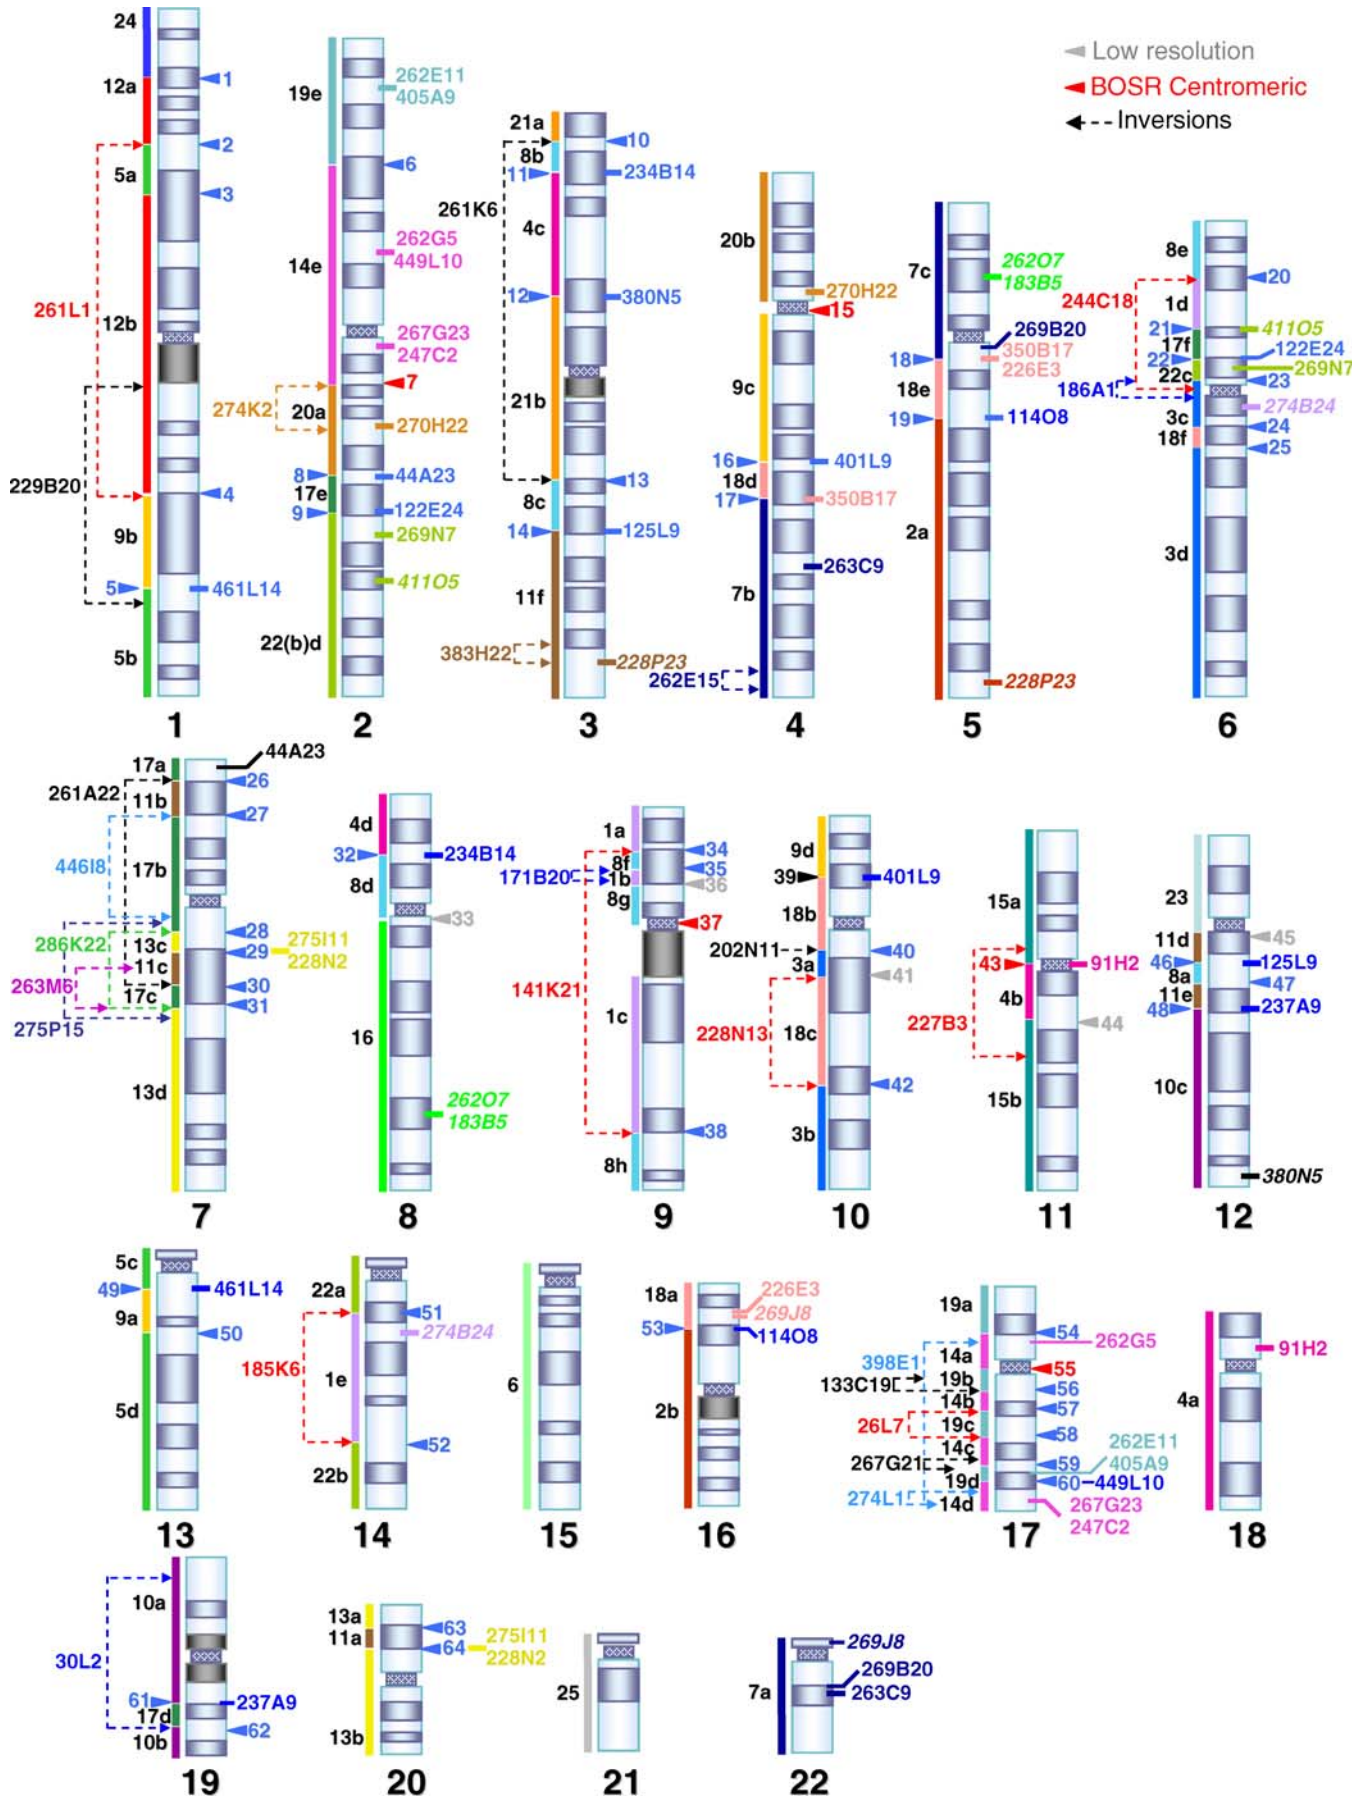 Low resolution
BOSR Centromeric
Inversions
24
12a
5a
12b
9b
5b
261L1
229B20
1
2
3
4
5
461L14
1
19e
14e
20a
17e
22(b)d
274K2
262E11
405A9
6
262G5
449L10
267G23
247C2
7
270H22
8
44A23
9
122E24
269N7
411O5
2
21a
8b
4c
21b
8c
11f
261K6
383H22
10
11
234B14
12
380N5
13
14
125L9
228P23
3
20b
9c
18d
7b
262E15
270H22
15
16
401L9
17
350B17
263C9
4
7c
18e
2a
262O7
183B5
269B20
350B17
226E3
18
19
114O8
228P23
5
8e
1d
17f
22c
3c
18f
3d
244C18
186A1
20
21
411O5
22
122E24
269N7
23
274B24
24
25
6
17a
11b
17b
13c
11c
17c
13d
261A22
446I8
286K22
263M6
275P15
44A23
26
27
28
29
275I11
228N2
30
31
7
4d
8d
16
32
234B14
33
262O7
183B5
8
1a
8f
1b
8g
1c
8h
171B20
141K21
34
35
36
37
38
9
9d
18b
3a
18c
3b
39
202N11
228N13
401L9
40
41
42
10
15a
4b
15b
227B3
43
91H2
44
11
23
11d
8a
11e
10c
45
46
125L9
47
48
237A9
380N5
12
5c
9a
5d
49
461L14
50
13
22a
1e
22b
185K6
51
274B24
52
14
6
15
18a
2b
53
226E3
269J8
114O8
16
19a
14a
19b
14b
19c
14c
19d
14d
398E1
133C19
26L7
267G21
274L1
54
262G5
55
56
57
58
59
262E11
405A9
60
449L10
267G23
247C2
17
4a
91H2
18
10a
17d
10b
30L2
61
237A9
62
19
13a
11a
13b
63
64
275I11
228N2
20
25
21
7a
269J8
269B20
263C9
22